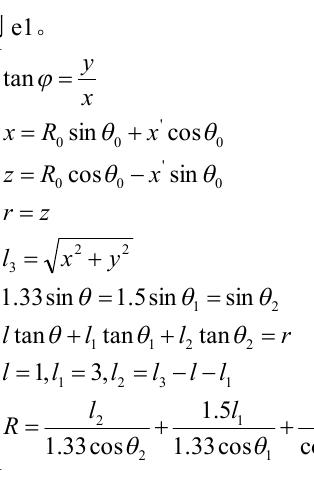 e1。
tanφ = y/x
x = R₀ sin θ₀ + x' cos θ₀
z = R₀ cos θ₀ − x' sin θ₀
r = z
l₃ = √(x² + y²)
1.33 sin θ = 1.5 sin θ₁ = sin θ₂
l tan θ + l₁ tan θ₁ + l₂ tan θ₂ = r
l = 1, l₁ = 3, l₂ = l₃ − l − l₁
R = l₂/(1.33 cos θ₂) + 1.5l₁/(1.33 cos θ₁) +